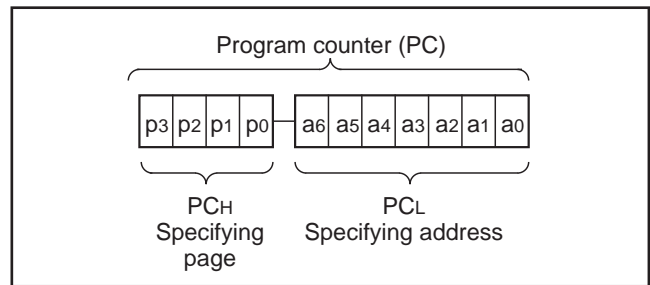 Program counter (PC)
p3 p2 p1 p0 a6 a5 a4 a3 a2 a1 a0
PCH PCL
Specifying Specifying address
page